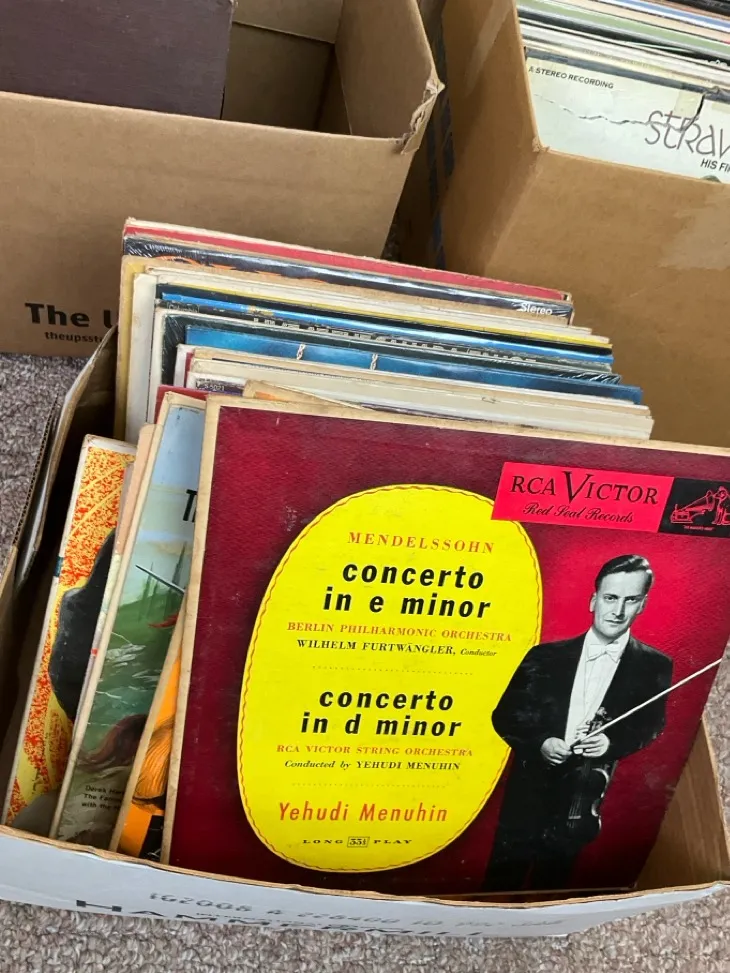 A STEREO RECORDING
STRAV
HIS FI
The U
theupsst
Stereo
RCA VICTOR
Red Seal Records
MENDELSSOHN
concerto
in e minor
BERLIN PHILHARMONIC ORCHESTRA
WILHELM FURTWÄNGLER, Conductor
concerto
in d minor
RCA VICTOR STRING ORCHESTRA
Conducted by YEHUDI MENUHIN
Yehudi Menuhin
LONG 33⅓ PLAY